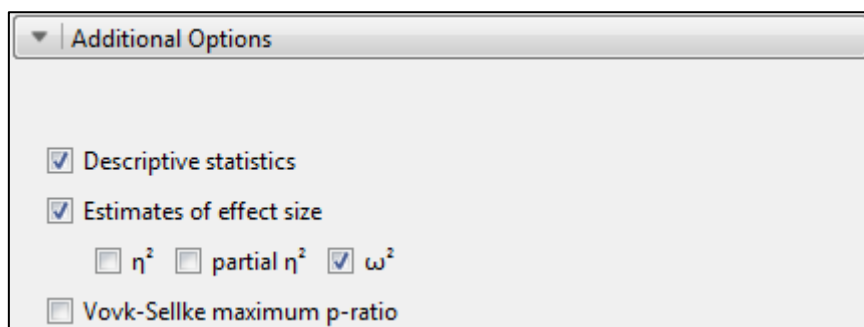 Additional Options
Descriptive statistics
Estimates of effect size
η² partial η² ω²
Vovk-Sellke maximum p-ratio